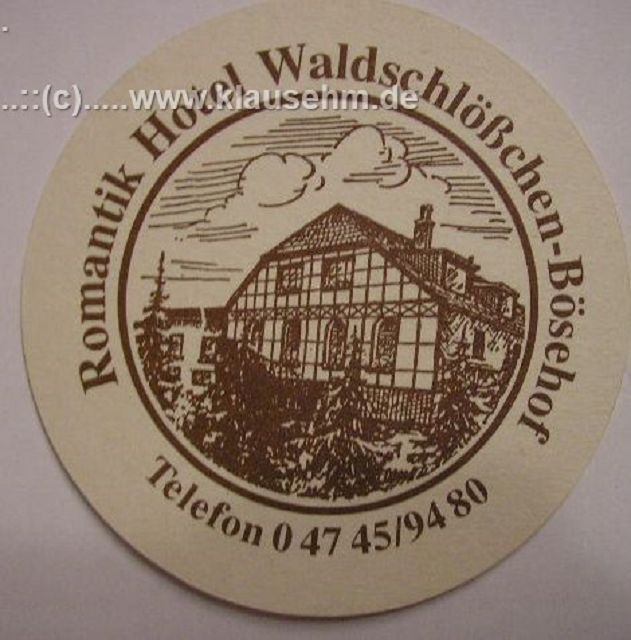 .
..::(c).....www.klausehm.de
Romantik Hotel Waldschlößchen-Bösehof
Telefon 0 47 45/94 80